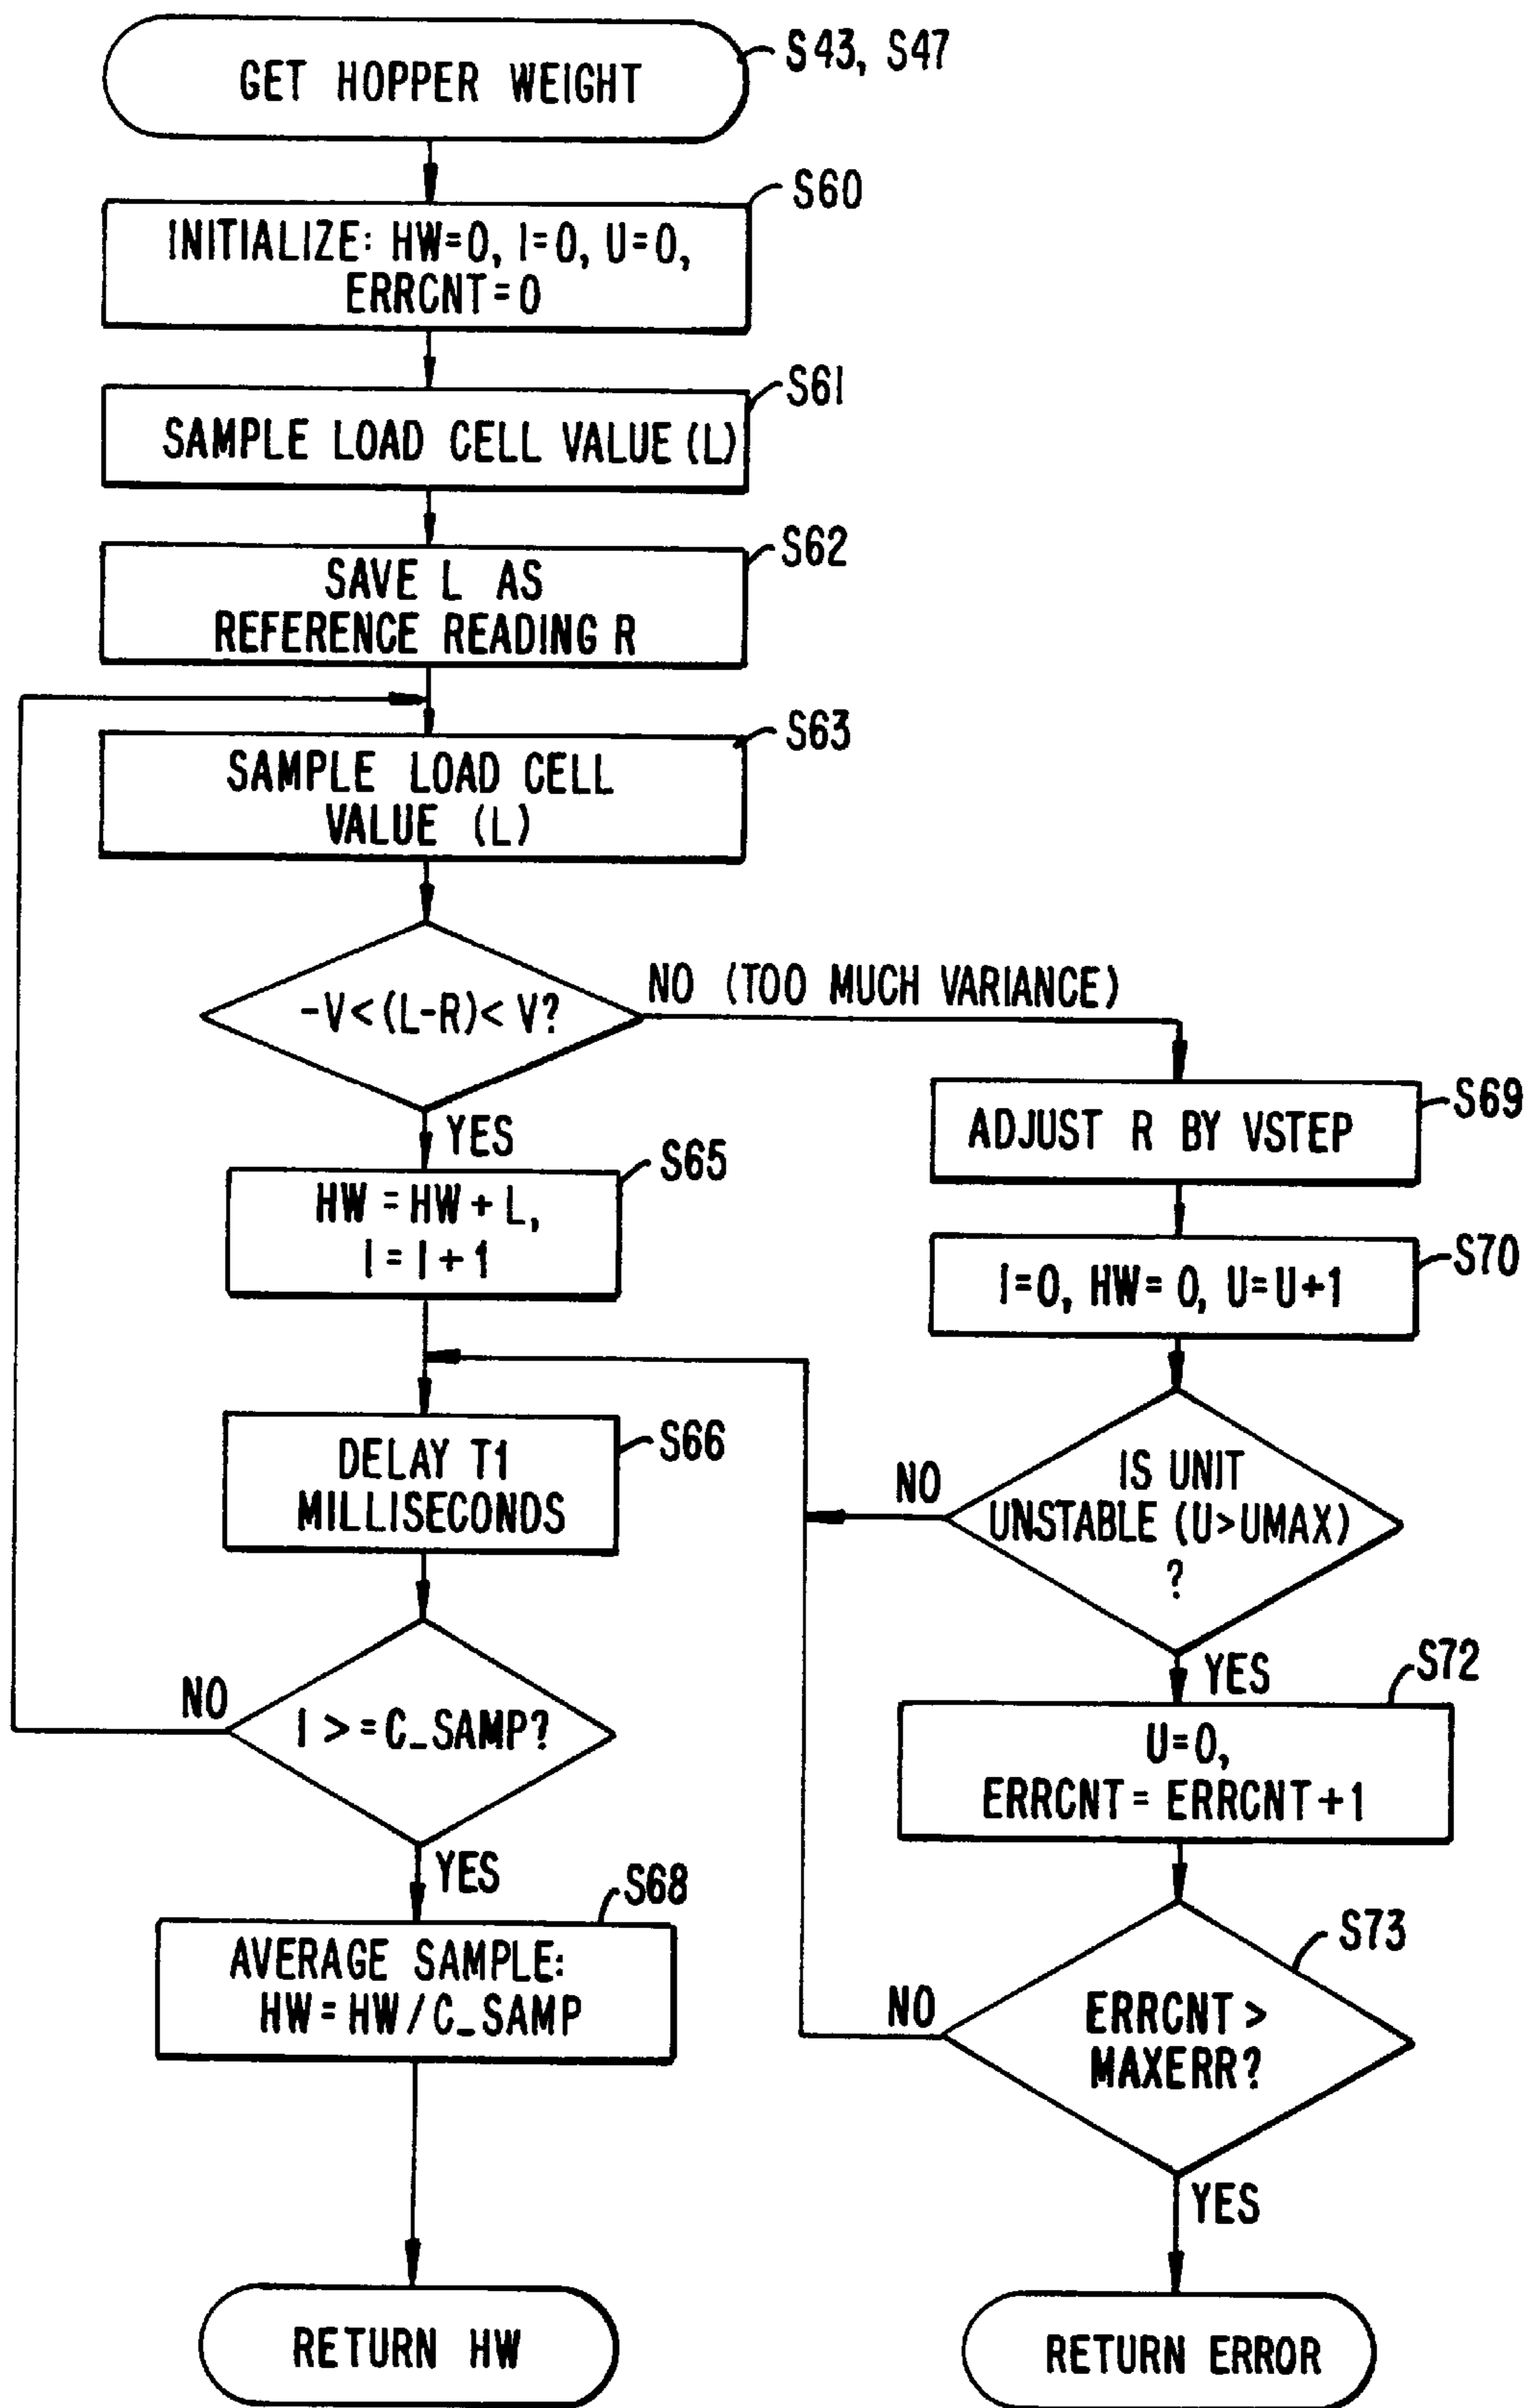 GET HOPPER WEIGHT
S43, S47
S60
INITIALIZE: HW=0, I=0, U=0,
ERRCNT=0
S61
SAMPLE LOAD CELL VALUE (L)
S62
SAVE L AS
REFERENCE READING R
S63
SAMPLE LOAD CELL
VALUE (L)
-V<(L-R)< V?
NO (TOO MUCH VARIANCE)
YES
S65
HW = HW + L,
I = I + 1
S69
ADJUST R BY VSTEP
S70
I=0, HW=0, U=U+1
S66
DELAY T1
MILLISECONDS
NO
IS UNIT
UNSTABLE (U>UMAX)
?
YES
NO
I >= C_SAMP?
YES
S72
U=0,
ERRCNT = ERRCNT+1
S68
AVERAGE SAMPLE:
HW = HW / C_SAMP
S73
NO
ERRCNT >
MAXERR?
YES
RETURN HW
RETURN ERROR